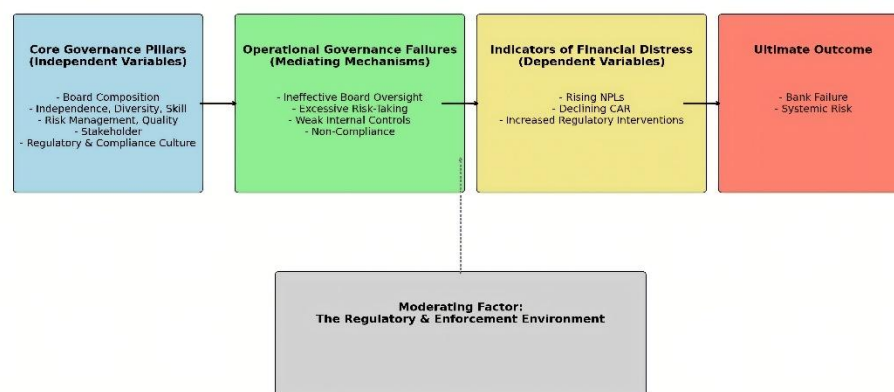 Core Governance Pillars
(Independent Variables)
- Board Composition
- Independence, Diversity, Skill
- Risk Management, Quality
- Stakeholder
- Regulatory & Compliance Culture
Operational Governance Failures
(Mediating Mechanisms)
- Ineffective Board Oversight
- Excessive Risk-Taking
- Weak Internal Controls
- Non-Compliance
Indicators of Financial Distress
(Dependent Variables)
- Rising NPLs
- Declining CAR
- Increased Regulatory Interventions
Ultimate Outcome
- Bank Failure
- Systemic Risk
Moderating Factor:
The Regulatory & Enforcement Environment